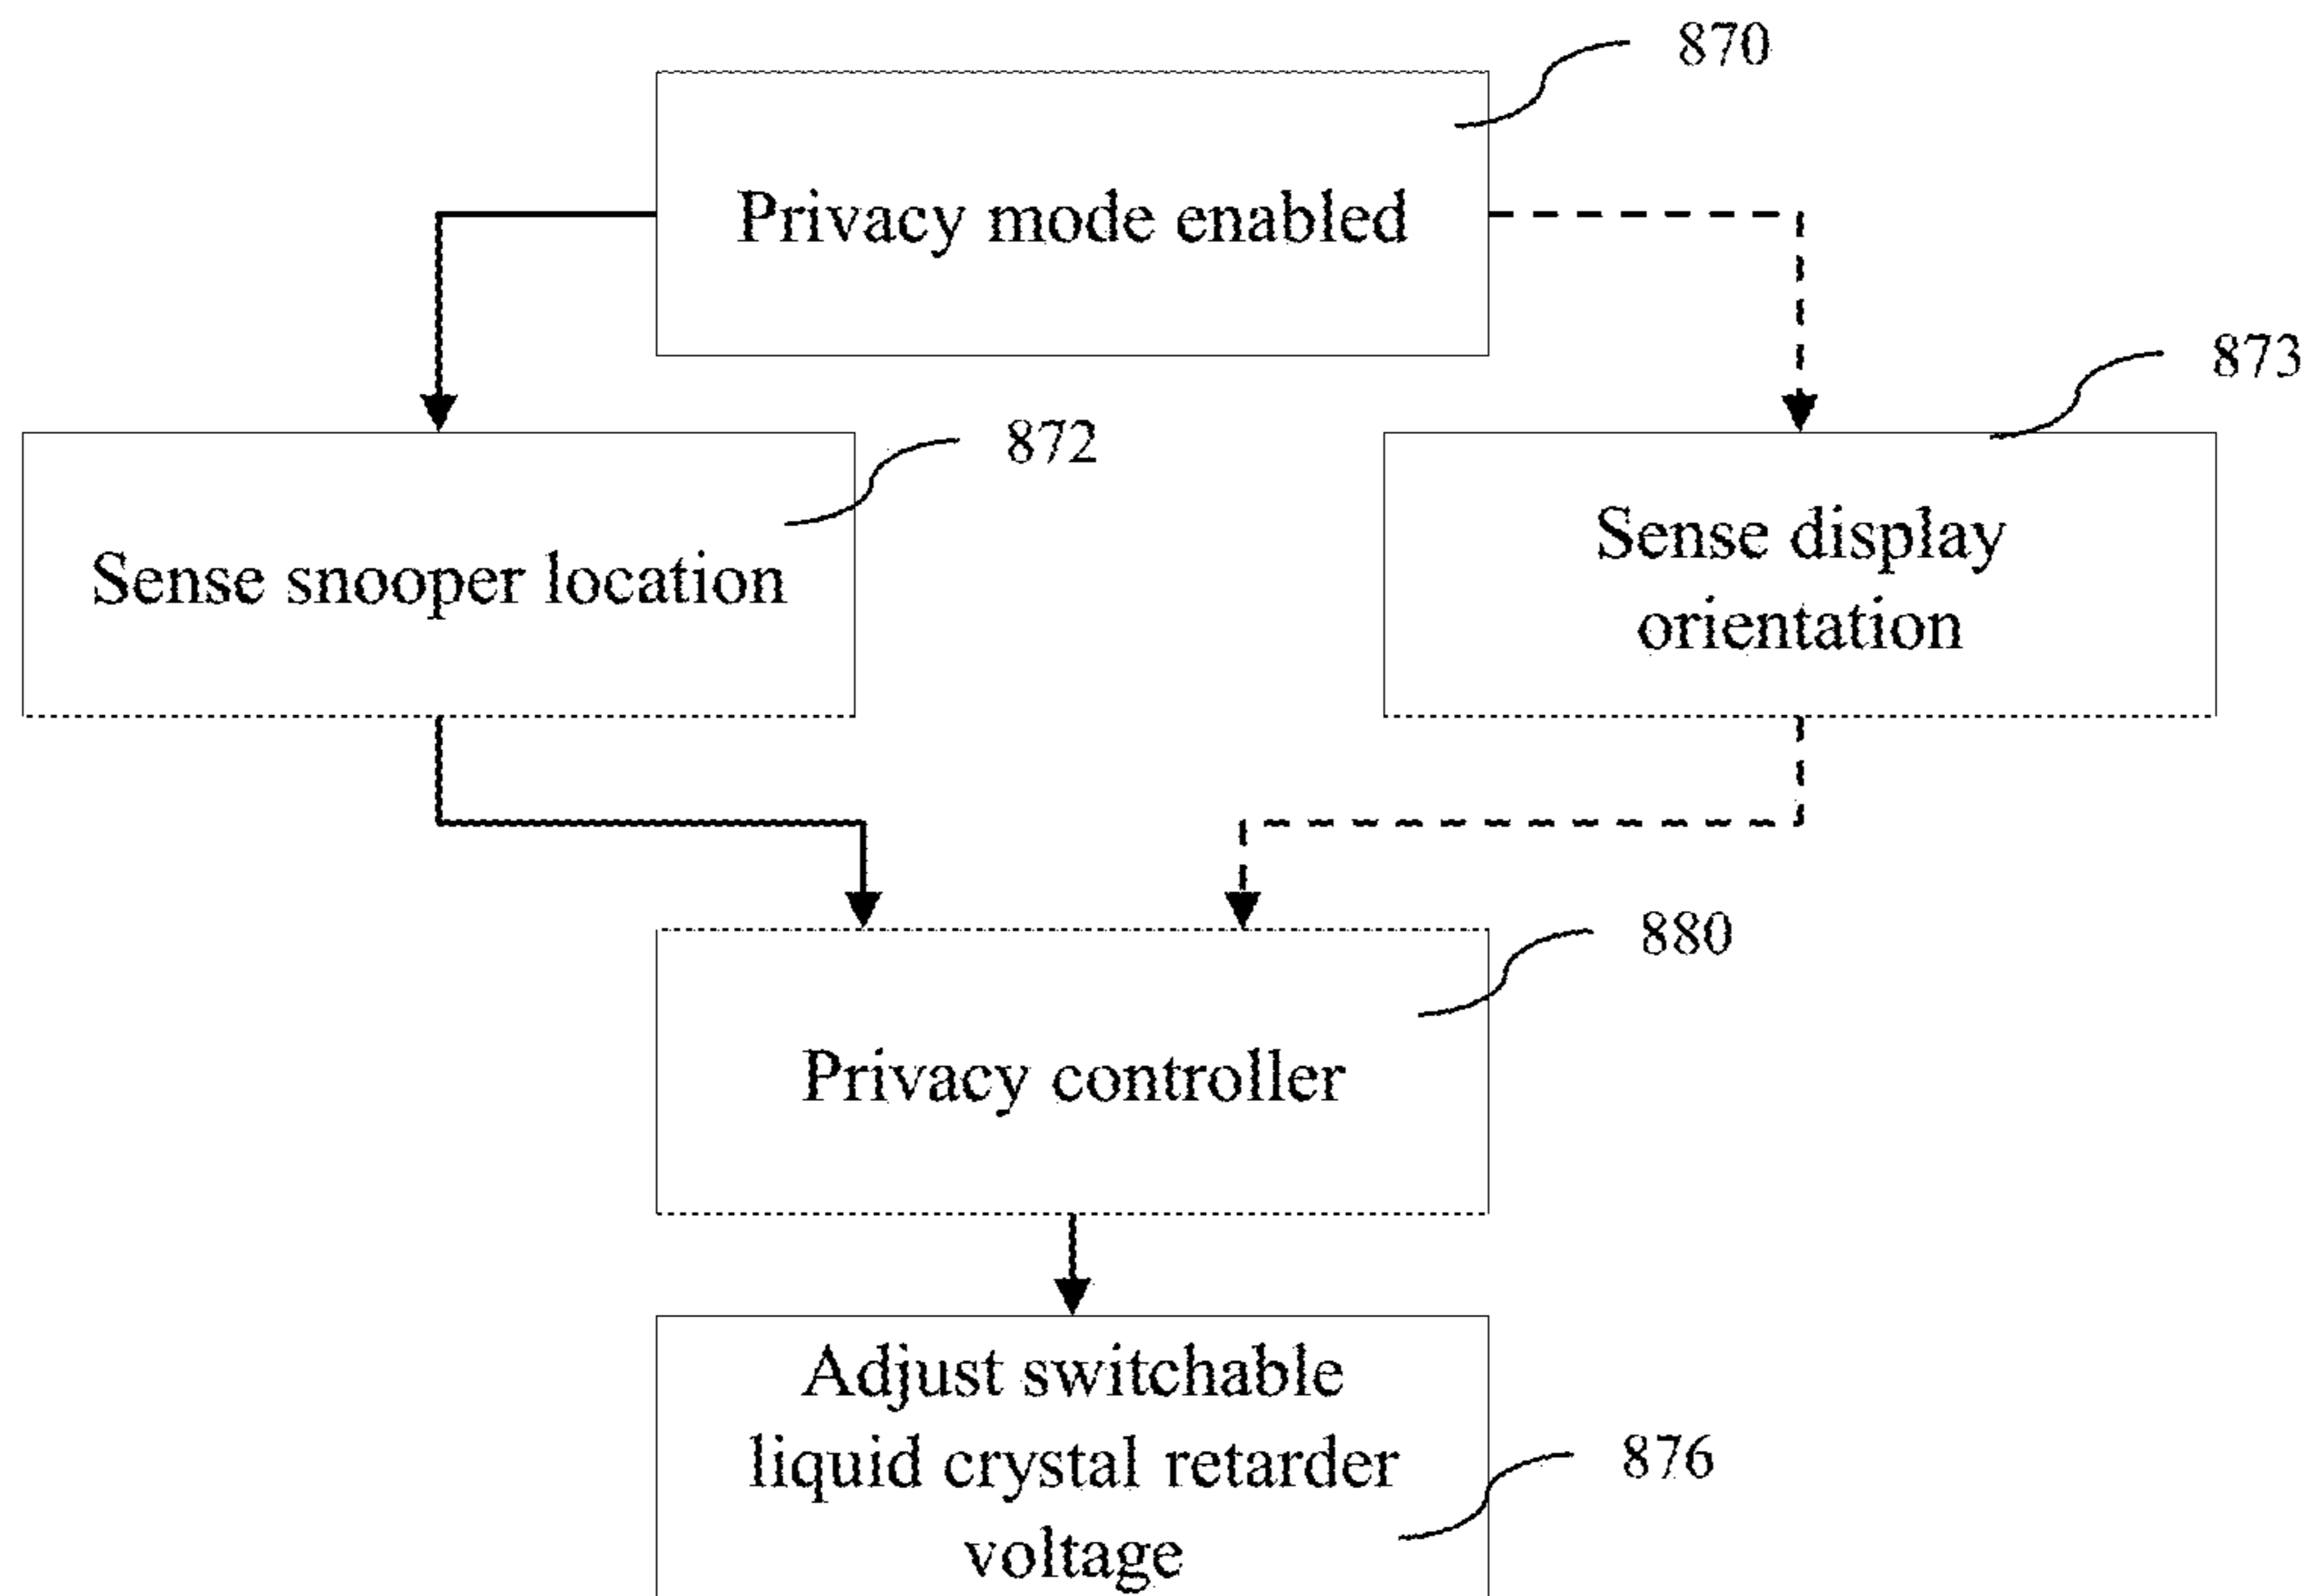 870
Privacy mode enabled
873
872
Sense snooper location
Sense display
orientation
880
Privacy controller
Adjust switchable
liquid crystal retarder
voltage
876